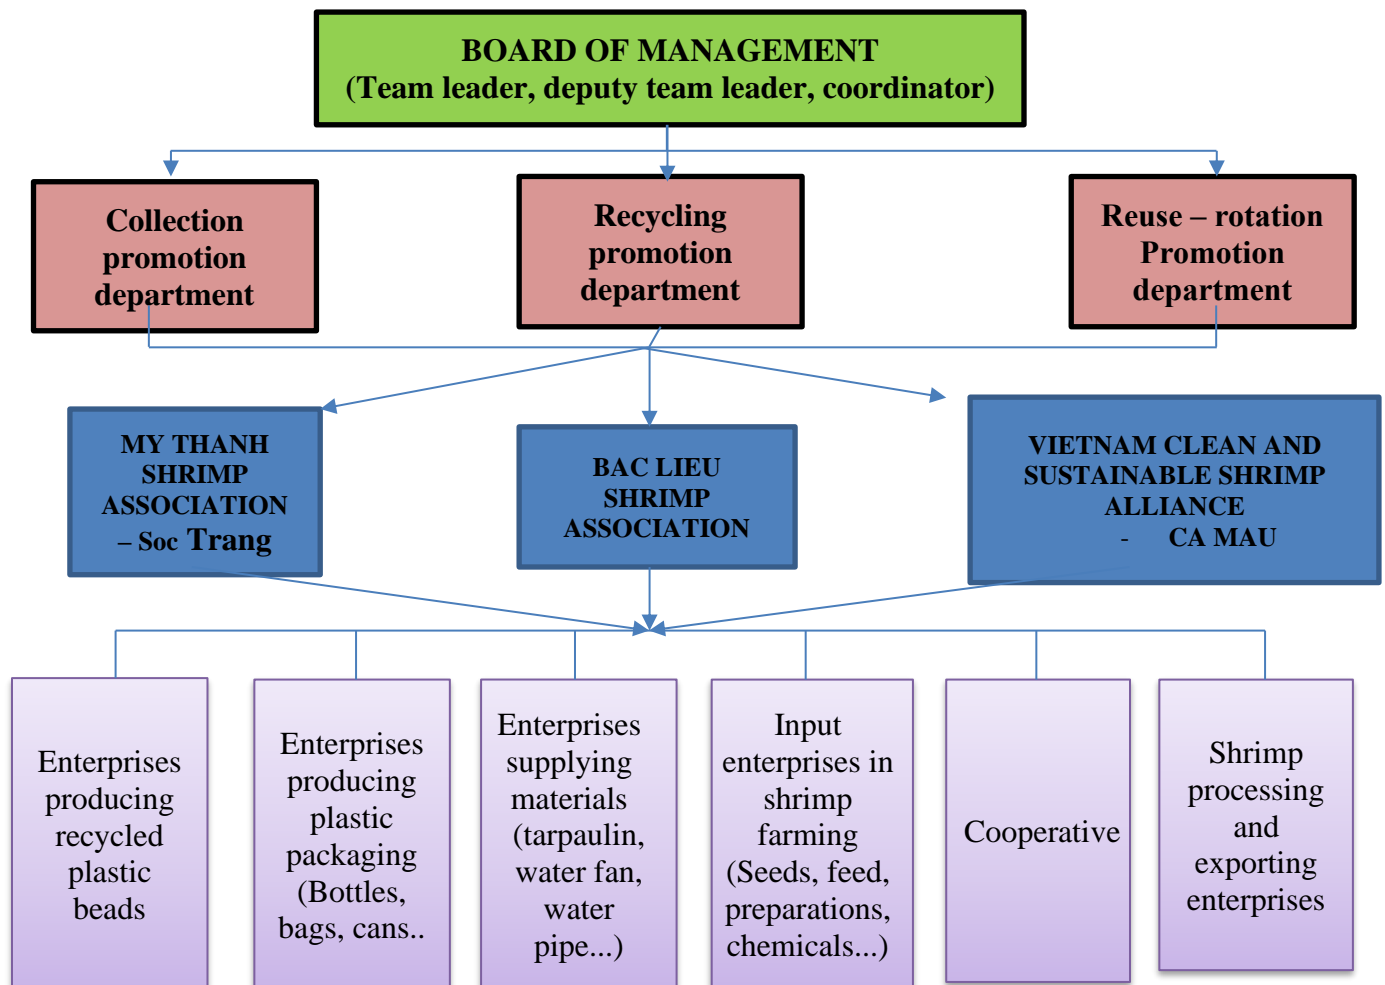 BOARD OF MANAGEMENT
(Team leader, deputy team leader, coordinator)
Collection
promotion
department
Recycling
promotion
department
Reuse – rotation
Promotion
department
MY THANH
SHRIMP
ASSOCIATION
– Soc Trang
BAC LIEU
SHRIMP
ASSOCIATION
VIETNAM CLEAN AND
SUSTAINABLE SHRIMP
ALLIANCE
- CA MAU
Enterprises
producing
recycled
plastic
beads
Enterprises
producing
plastic
packaging
(Bottles,
bags, cans..
Enterprises
supplying
materials
(tarpaulin,
water fan,
water
pipe...)
Input
enterprises in
shrimp
farming
(Seeds, feed,
preparations,
chemicals...)
Cooperative
Shrimp
processing
and
exporting
enterprises